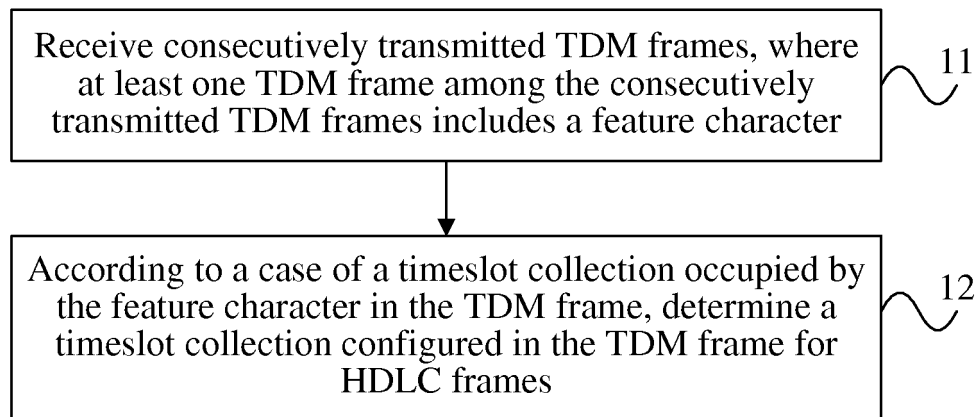 Receive consecutively transmitted TDM frames, where
at least one TDM frame among the consecutively
transmitted TDM frames includes a feature character
11
According to a case of a timeslot collection occupied by
the feature character in the TDM frame, determine a
timeslot collection configured in the TDM frame for
HDLC frames
12